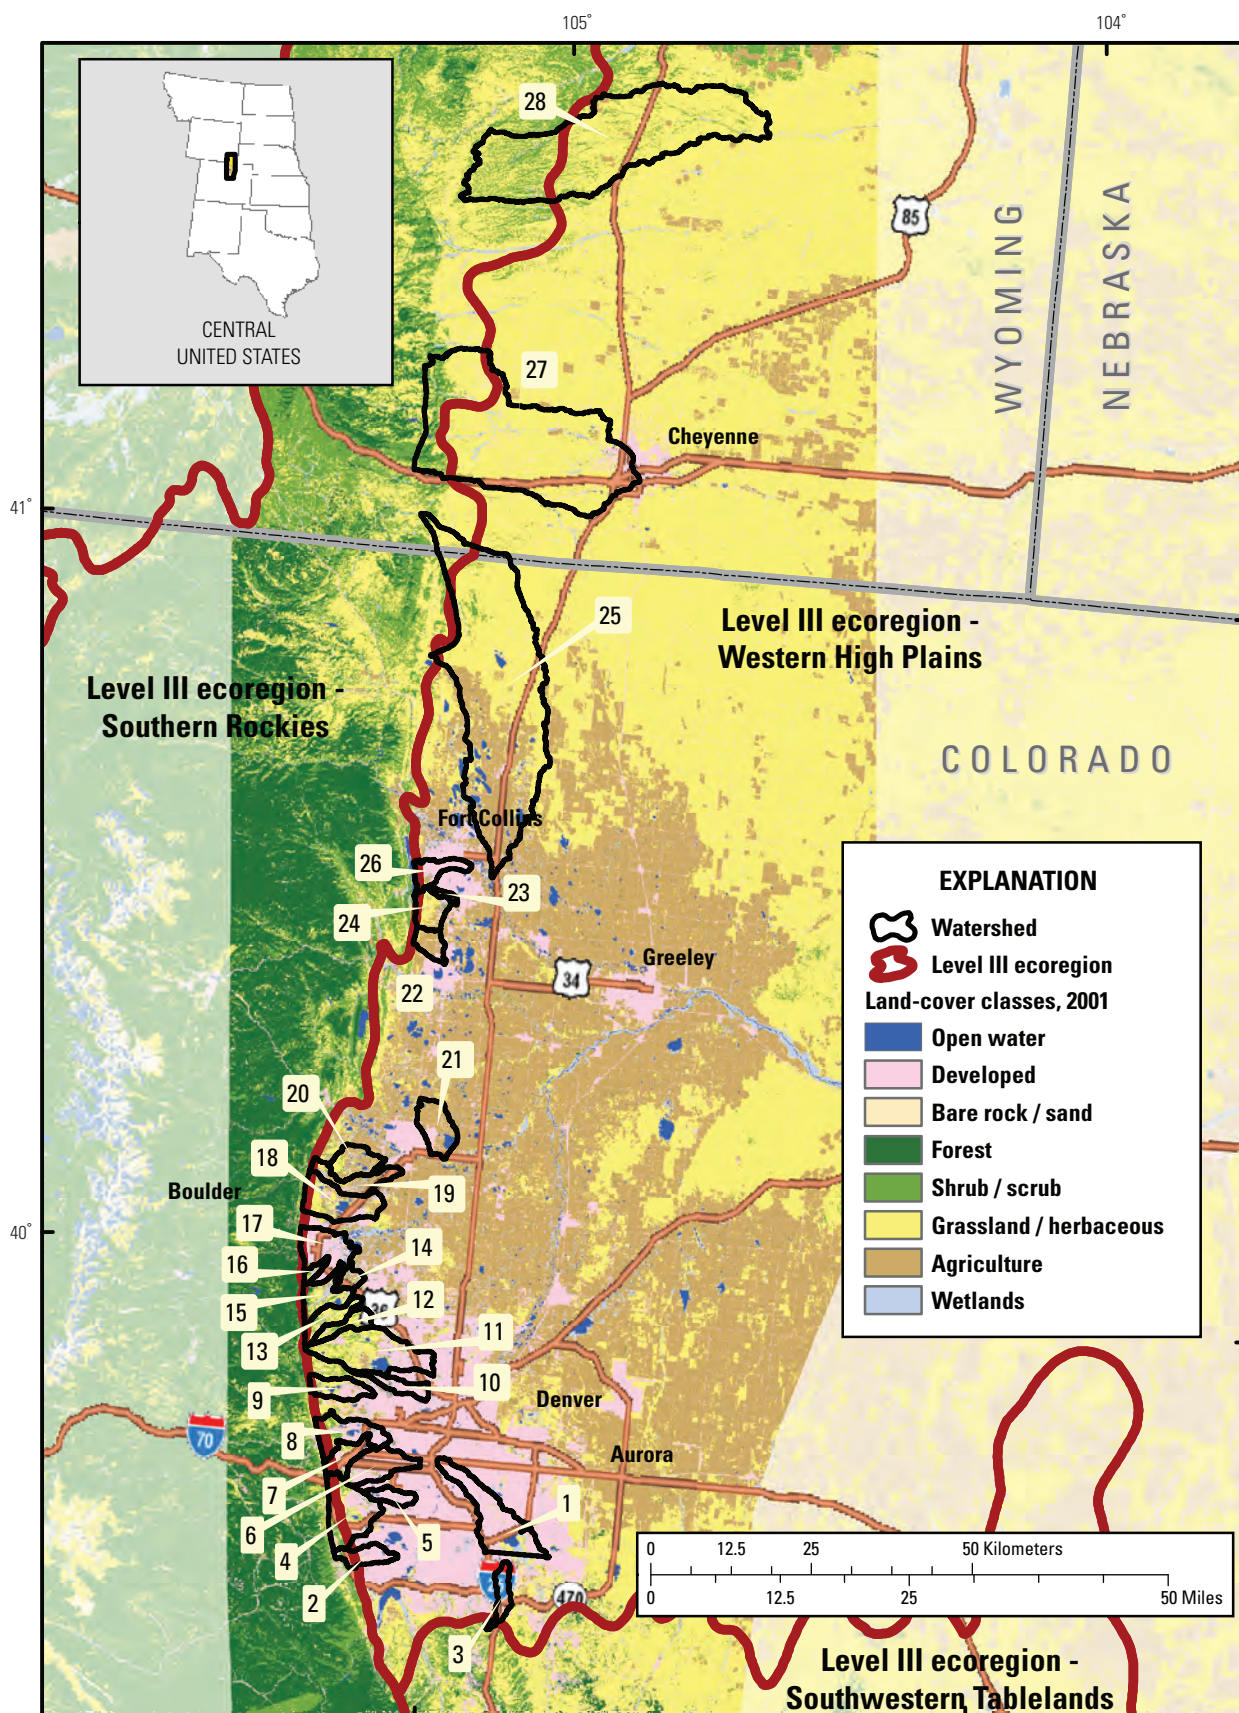 105°
104°
28
85
WYOMING
NEBRASKA
CENTRAL
UNITED STATES
27
Cheyenne
41°
25
Level III ecoregion -
Western High Plains
Level III ecoregion -
Southern Rockies
COLORADO
Fort Collins
26
23
24
22
34
Greeley
EXPLANATION
Watershed
Level III ecoregion
Land-cover classes, 2001
Open water
Developed
Bare rock / sand
Forest
Shrub / scrub
Grassland / herbaceous
Agriculture
Wetlands
21
20
18
Boulder
19
40°
17
14
16
15
36
12
13
11
9
10
Denver
8
70
Aurora
7
6
1
5
4
2
470
3
0 12.5 25 50 Kilometers
0 12.5 25 50 Miles
Level III ecoregion -
Southwestern Tablelands